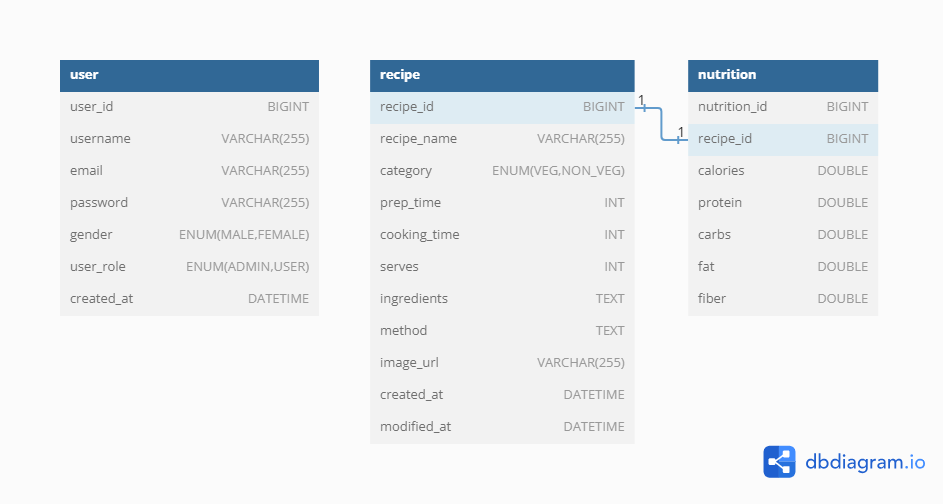 user
user_id BIGINT
username VARCHAR(255)
email VARCHAR(255)
password VARCHAR(255)
gender ENUM(MALE,FEMALE)
user_role ENUM(ADMIN,USER)
created_at DATETIME
recipe
recipe_id BIGINT
recipe_name VARCHAR(255)
category ENUM(VEG,NON_VEG)
prep_time INT
cooking_time INT
serves INT
ingredients TEXT
method TEXT
image_url VARCHAR(255)
created_at DATETIME
modified_at DATETIME
1
1
nutrition
nutrition_id BIGINT
recipe_id BIGINT
calories DOUBLE
protein DOUBLE
carbs DOUBLE
fat DOUBLE
fiber DOUBLE
dbdiagram.io